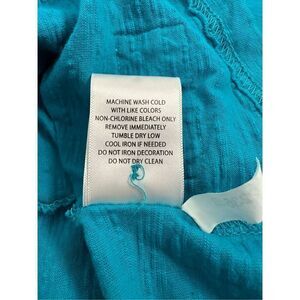 MACHINE WASH COLD
WITH LIKE COLORS
NON-CHLORINE BLEACH ONLY
REMOVE IMMEDIATELY
TUMBLE DRY LOW
COOL IRON IF NEEDED
DO NOT IRON DECORATION
DO NOT DRY CLEAN